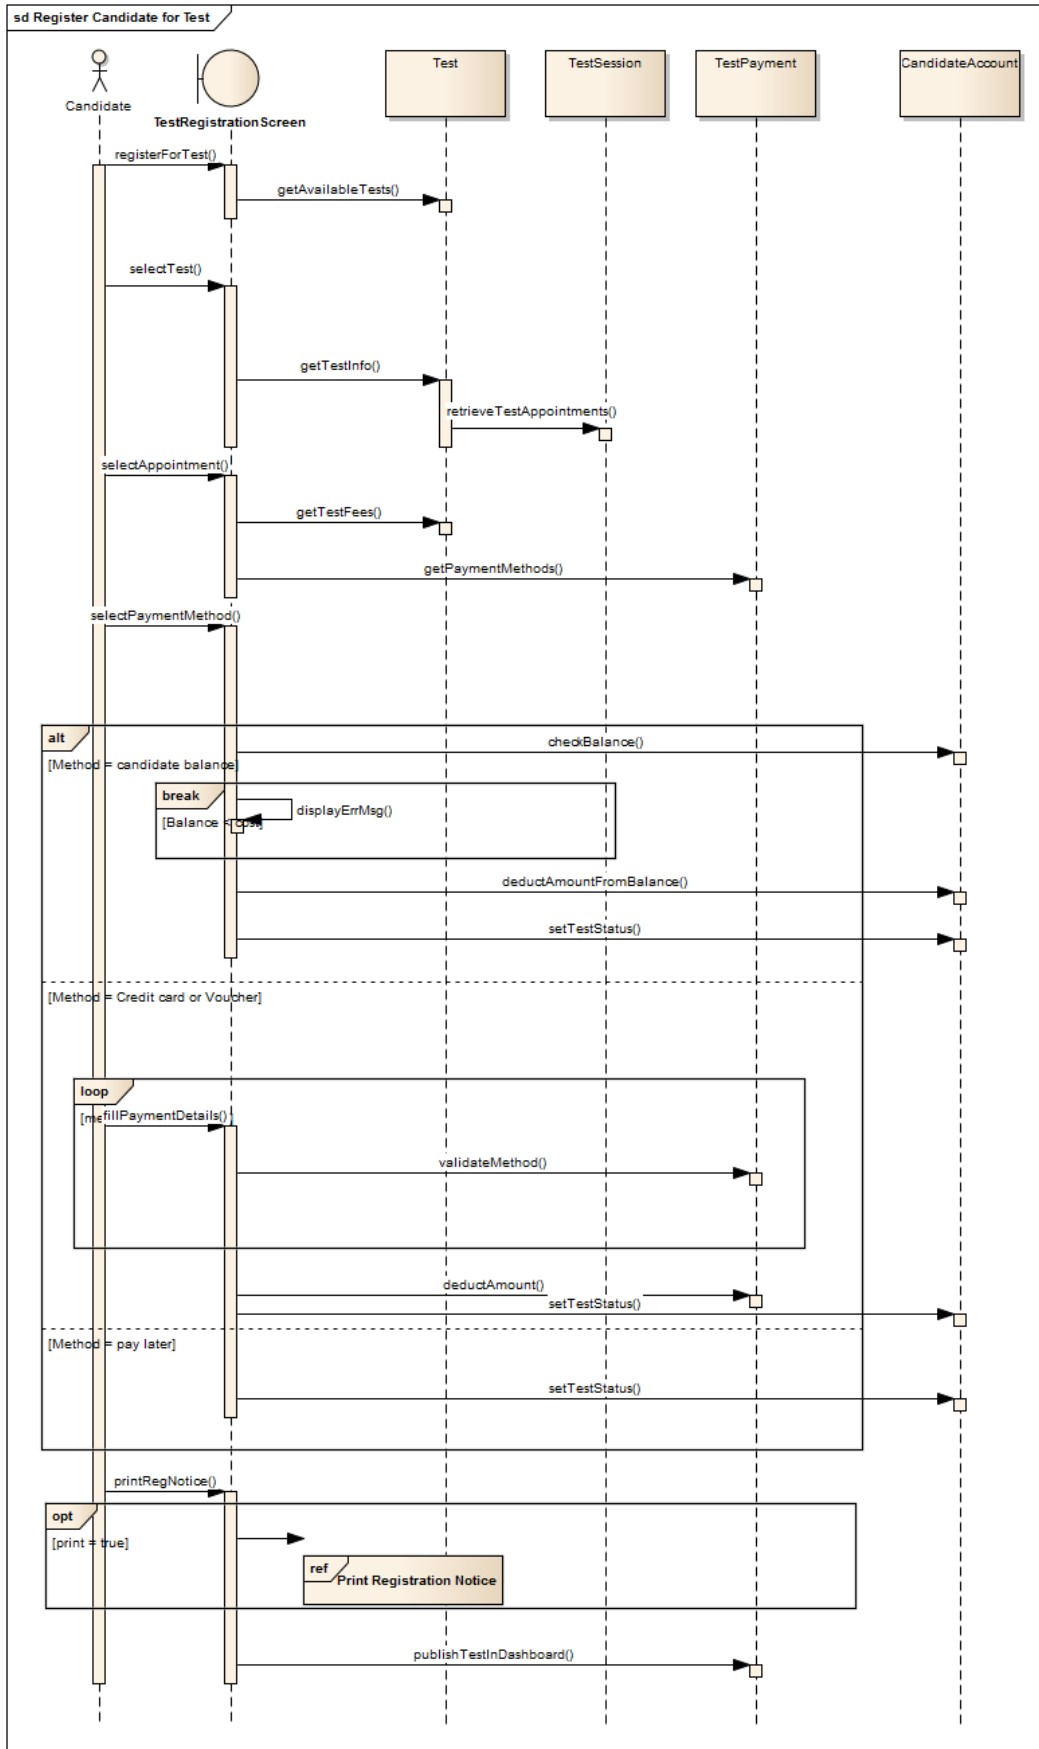 sd Register Candidate for Test
Candidate
TestRegistrationScreen
Test
TestSession
TestPayment
CandidateAccount
registerForTest()
getAvailableTests()
selectTest()
getTestInfo()
retrieveTestAppointments()
selectAppointment()
getTestFees()
getPaymentMethods()
selectPaymentMethod()
alt
checkBalance()
[Method = candidate balance]
break
displayErrMsg()
[Balance < cost]
deductAmountFromBalance()
setTestStatus()
[Method = Credit card or Voucher]
loop
fillPaymentDetails()
validateMethod()
deductAmount()
setTestStatus()
[Method = pay later]
setTestStatus()
printRegNotice()
opt
[print = true]
ref
Print Registration Notice
publishTestInDashboard()